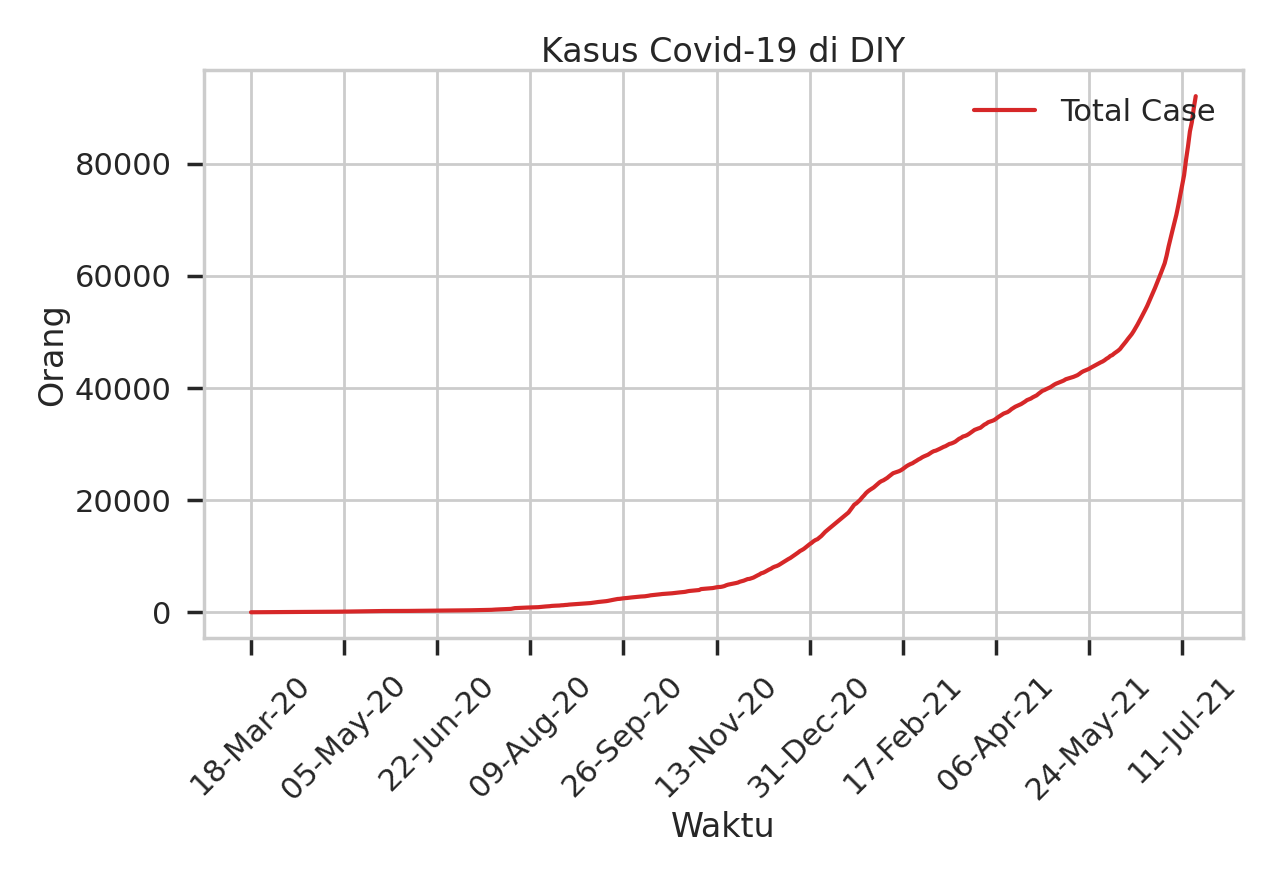 Kasus Covid-19 di DIY
Total Case
80000
60000
40000
20000
0
Orang
18-Mar-20
05-May-20
22-Jun-20
09-Aug-20
26-Sep-20
13-Nov-20
31-Dec-20
17-Feb-21
06-Apr-21
24-May-21
11-Jul-21
Waktu